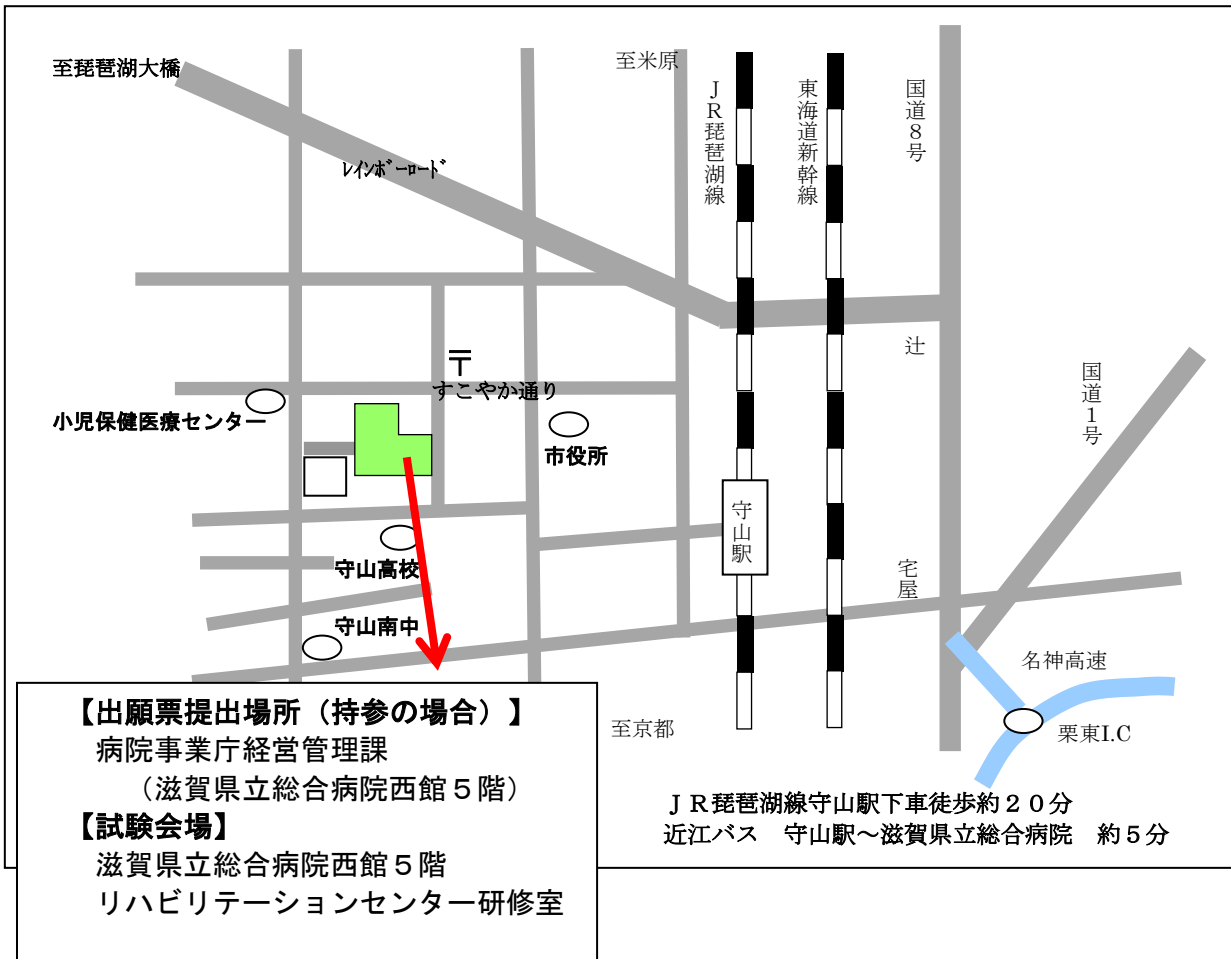 至琵琶湖大橋
至米原
ＪＲ琵琶湖線
東海道新幹線
国道８号
ﾚｲﾝﾎﾞｰﾛｰﾄﾞ
辻
国道１号
〒
すこやか通り
小児保健医療センター
市役所
守山駅
守山高校
宅屋
守山南中
名神高速
至京都
栗東I.C
【出願票提出場所（持参の場合）】
病院事業庁経営管理課
（滋賀県立総合病院西館５階）
【試験会場】
滋賀県立総合病院西館５階
リハビリテーションセンター研修室
ＪＲ琵琶湖線守山駅下車徒歩約２０分
近江バス　守山駅～滋賀県立総合病院　約５分